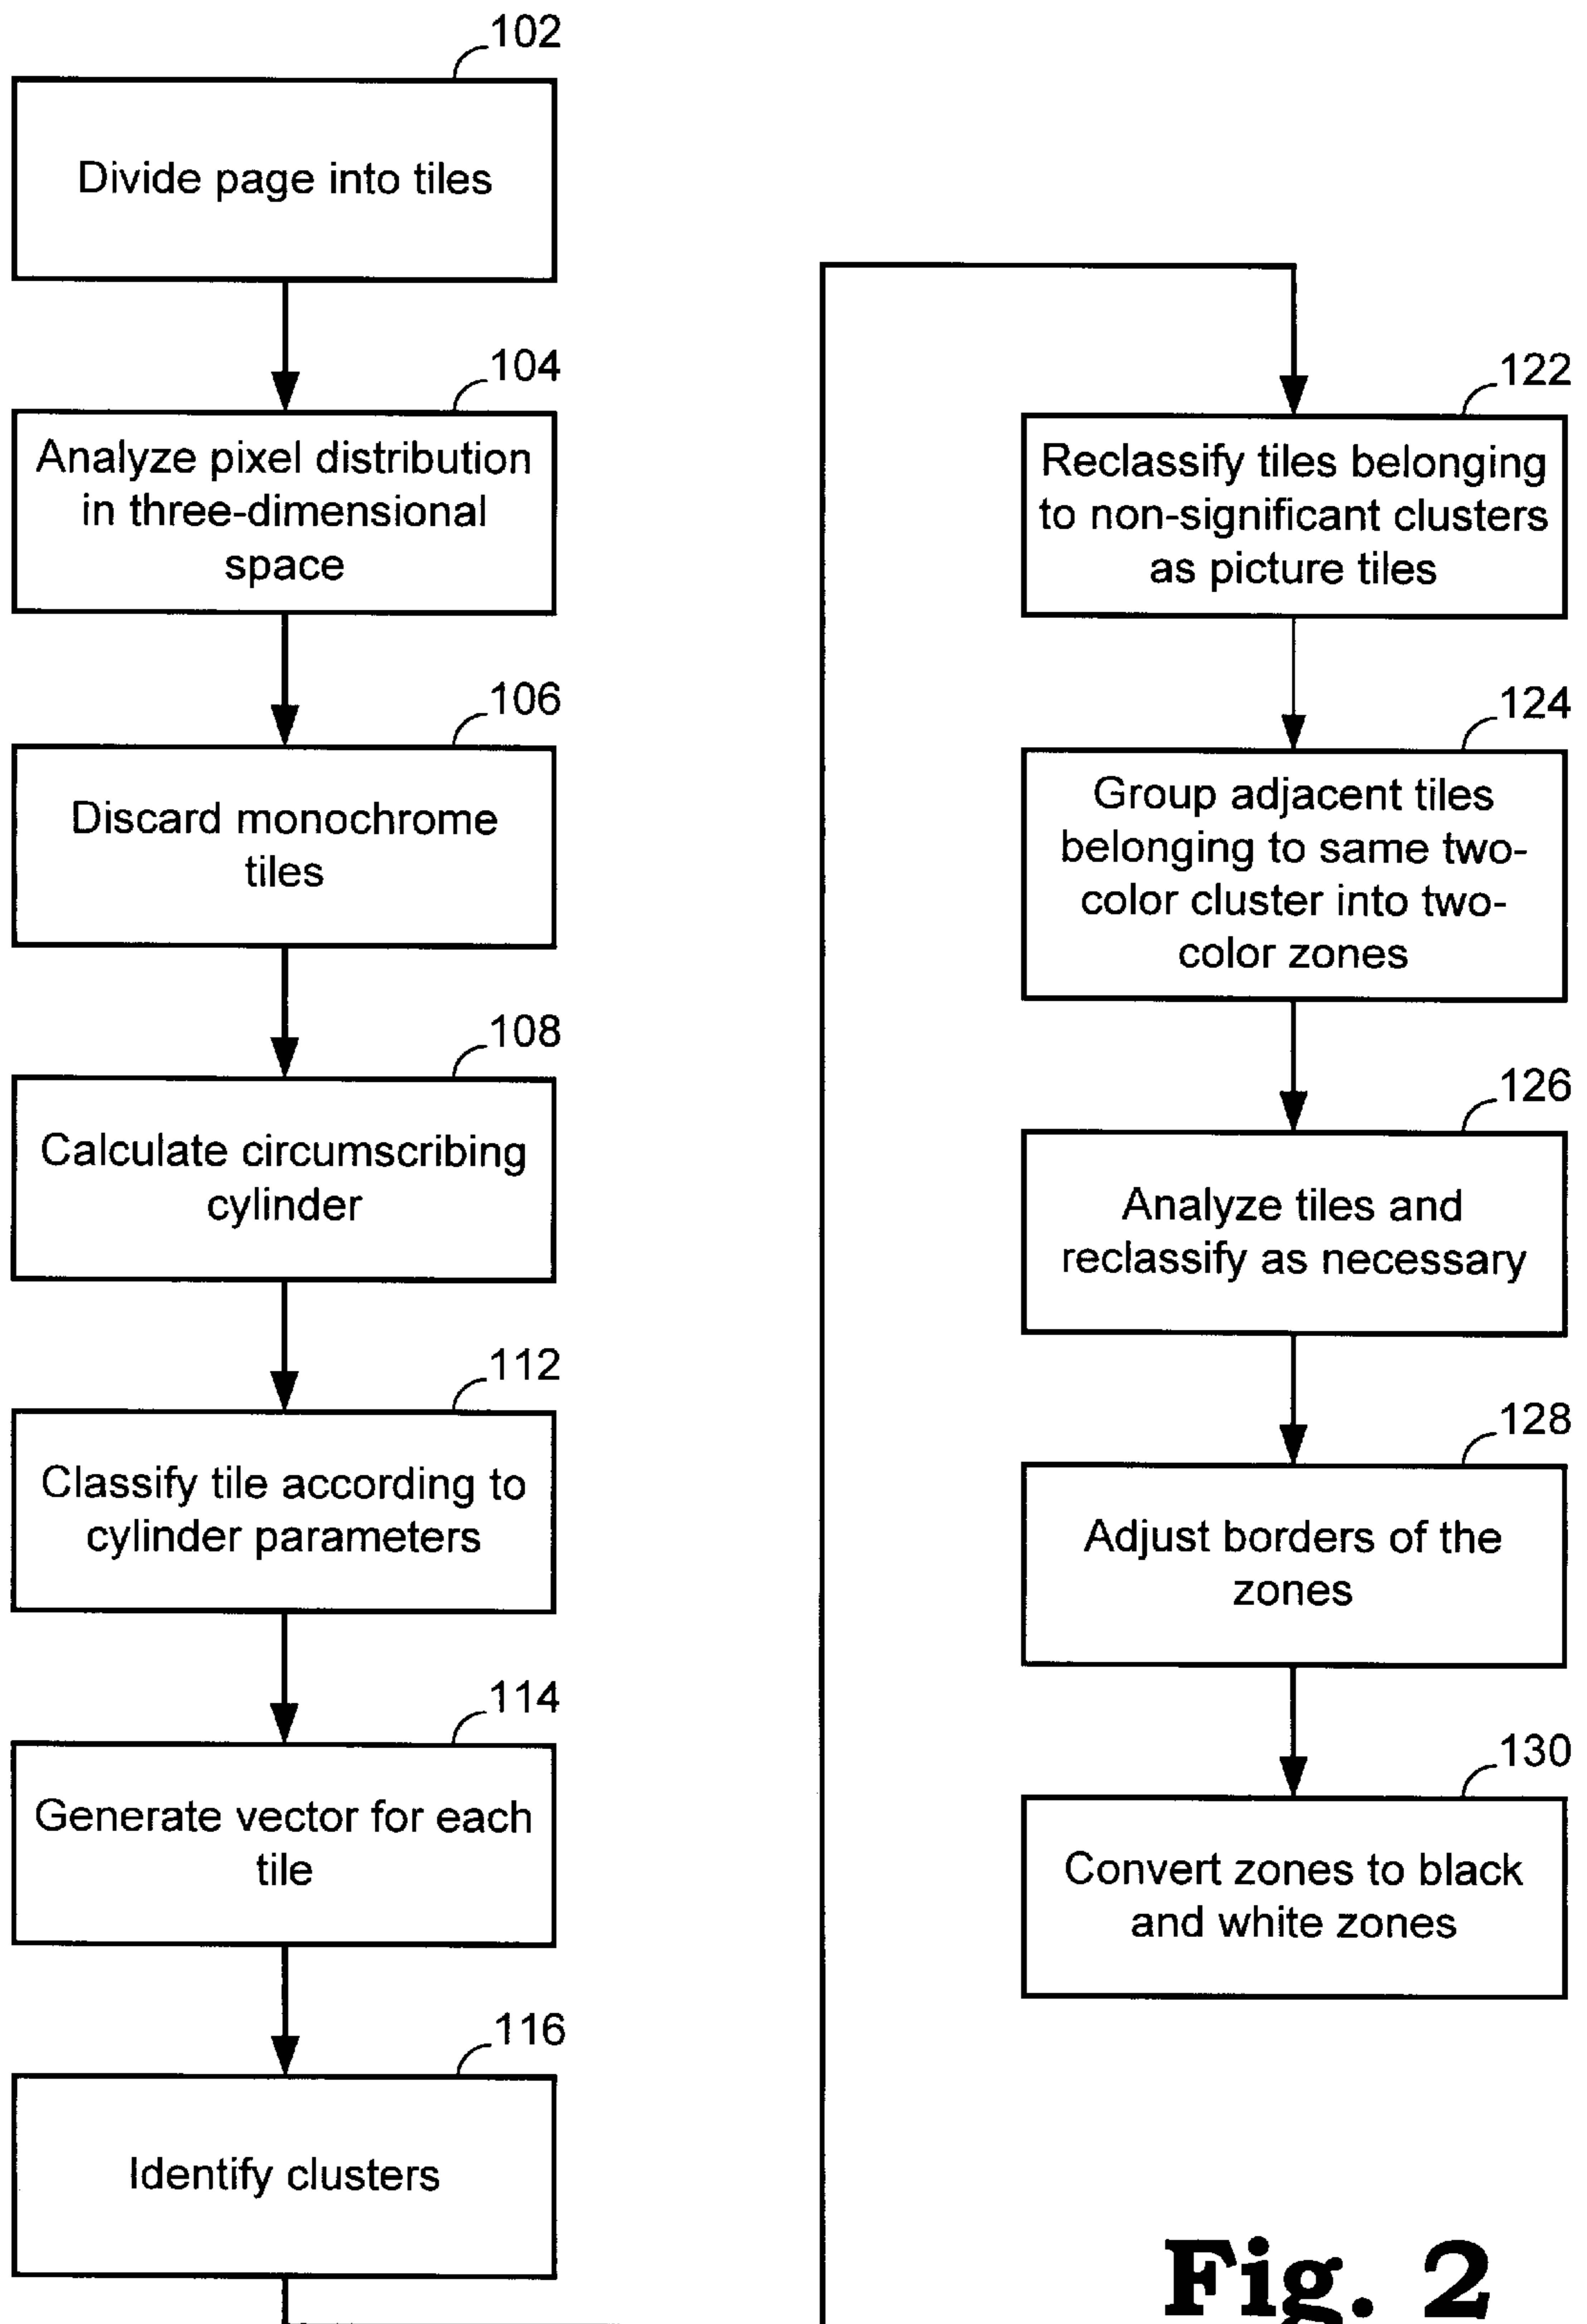 102
Divide page into tiles
104
Analyze pixel distribution
in three-dimensional
space
106
Discard monochrome
tiles
108
Calculate circumscribing
cylinder
112
Classify tile according to
cylinder parameters
114
Generate vector for each
tile
116
Identify clusters
122
Reclassify tiles belonging
to non-significant clusters
as picture tiles
124
Group adjacent tiles
belonging to same two-
color cluster into two-
color zones
126
Analyze tiles and
reclassify as necessary
128
Adjust borders of the
zones
130
Convert zones to black
and white zones
Fig. 2